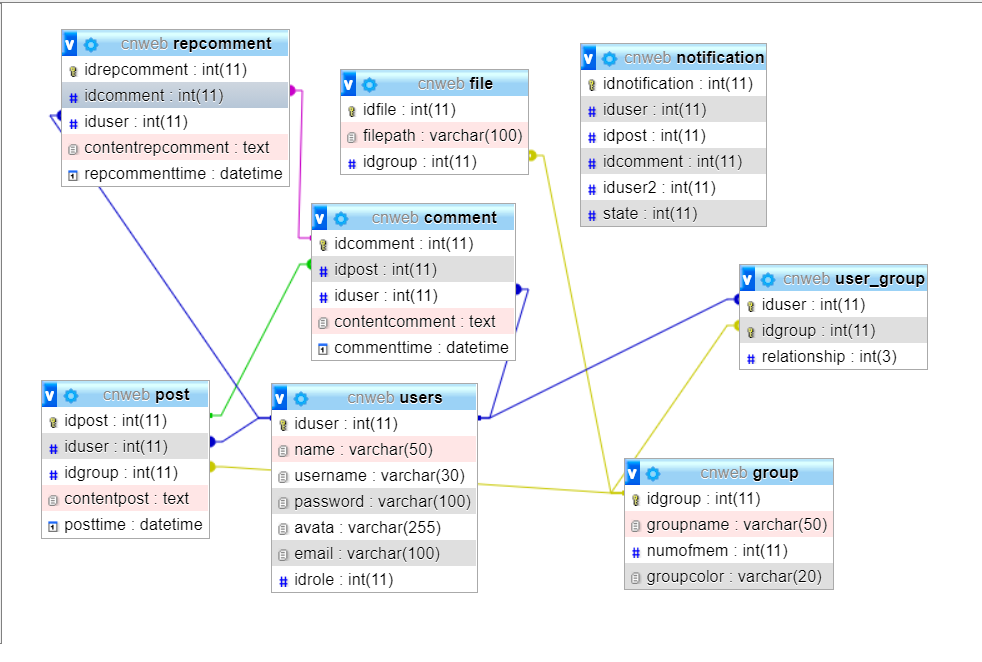 cnweb repcomment
idrepcomment : int(11)
idcomment : int(11)
iduser : int(11)
contentrepcomment : text
repcommenttime : datetime
cnweb file
idfile : int(11)
filepath : varchar(100)
idgroup : int(11)
cnweb notification
idnotification : int(11)
iduser : int(11)
idpost : int(11)
idcomment : int(11)
iduser2 : int(11)
state : int(11)
cnweb comment
idcomment : int(11)
idpost : int(11)
iduser : int(11)
contentcomment : text
commenttime : datetime
cnweb user_group
iduser : int(11)
idgroup : int(11)
relationship : int(3)
cnweb post
idpost : int(11)
iduser : int(11)
idgroup : int(11)
contentpost : text
posttime : datetime
cnweb users
iduser : int(11)
name : varchar(50)
username : varchar(30)
password : varchar(100)
avata : varchar(255)
email : varchar(100)
idrole : int(11)
cnweb group
idgroup : int(11)
groupname : varchar(50)
numofmem : int(11)
groupcolor : varchar(20)